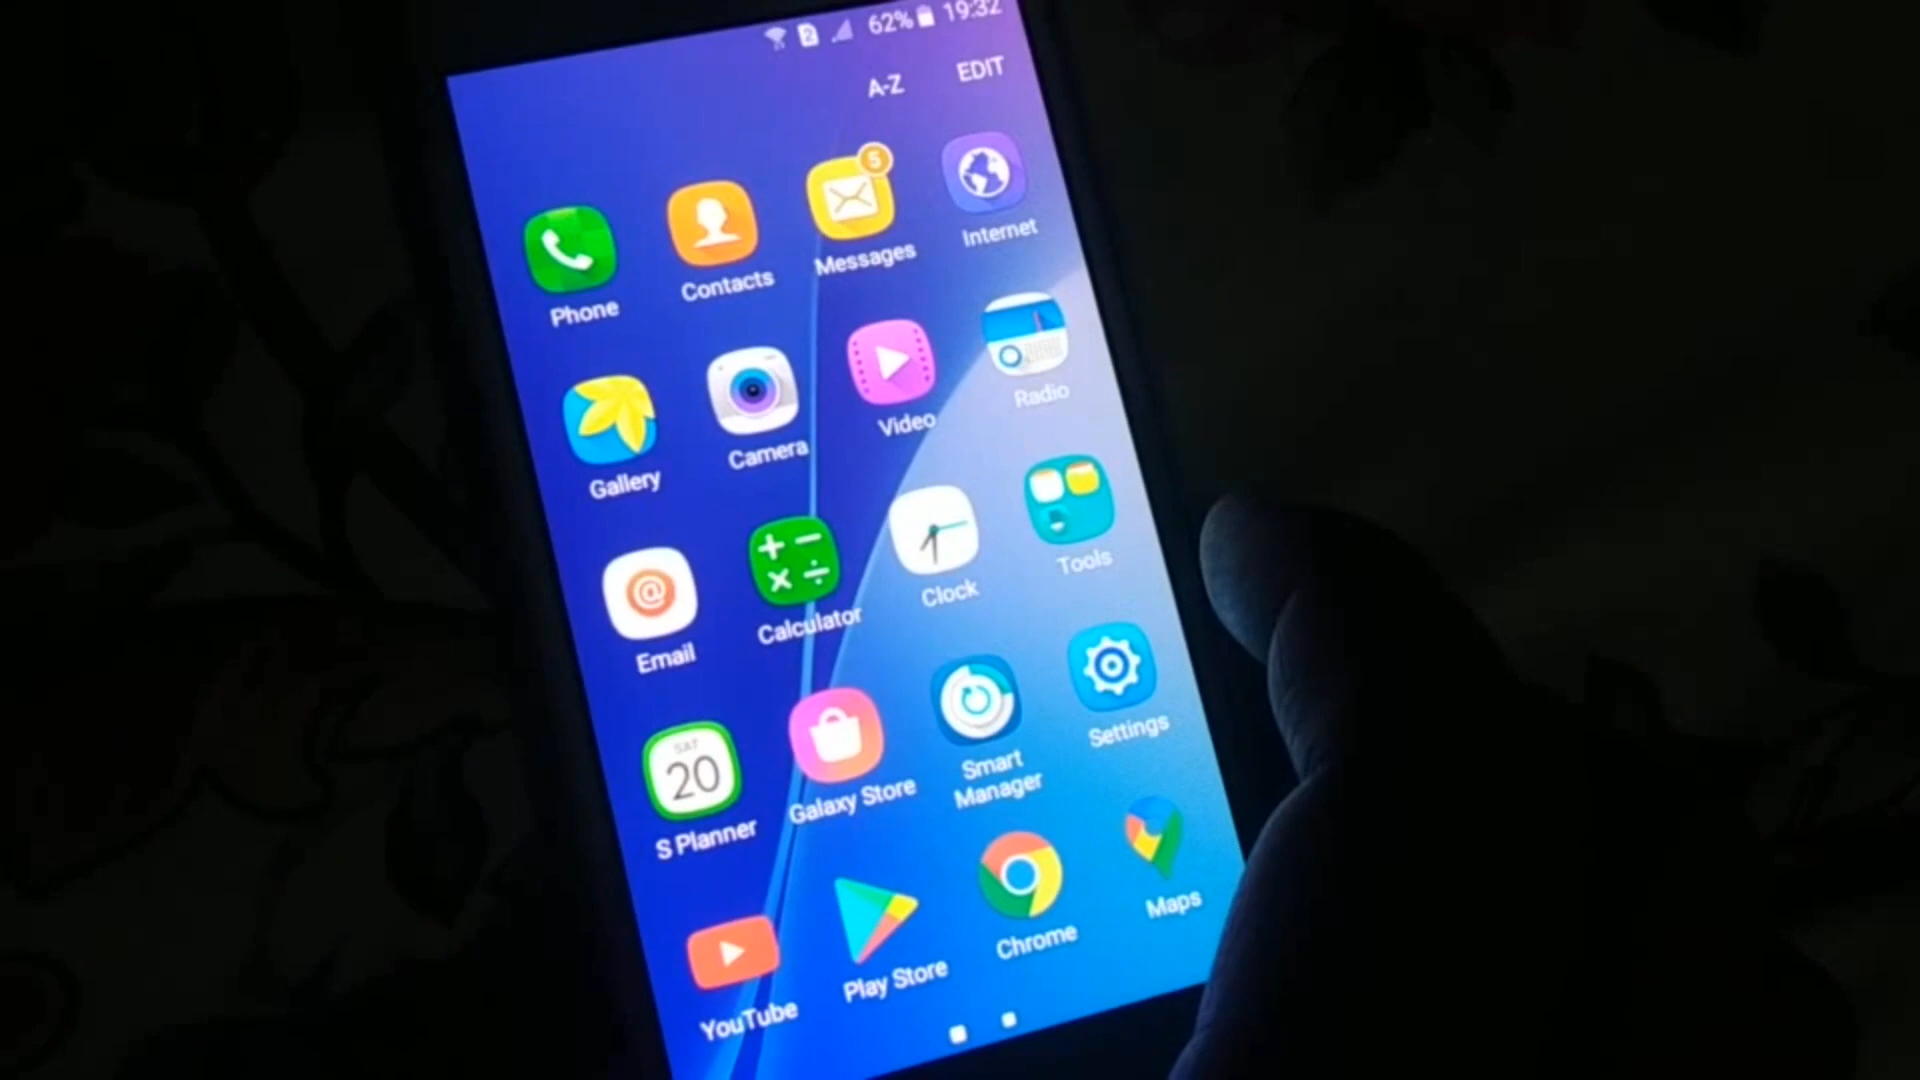 2 62% 19:32
A-Z EDIT
5
Phone Contacts Messages Internet
Gallery Camera Video Radio
@
Email Calculator Clock Tools
SAT
20
S Planner Galaxy Store Smart
Manager Settings
YouTube Play Store Chrome Maps